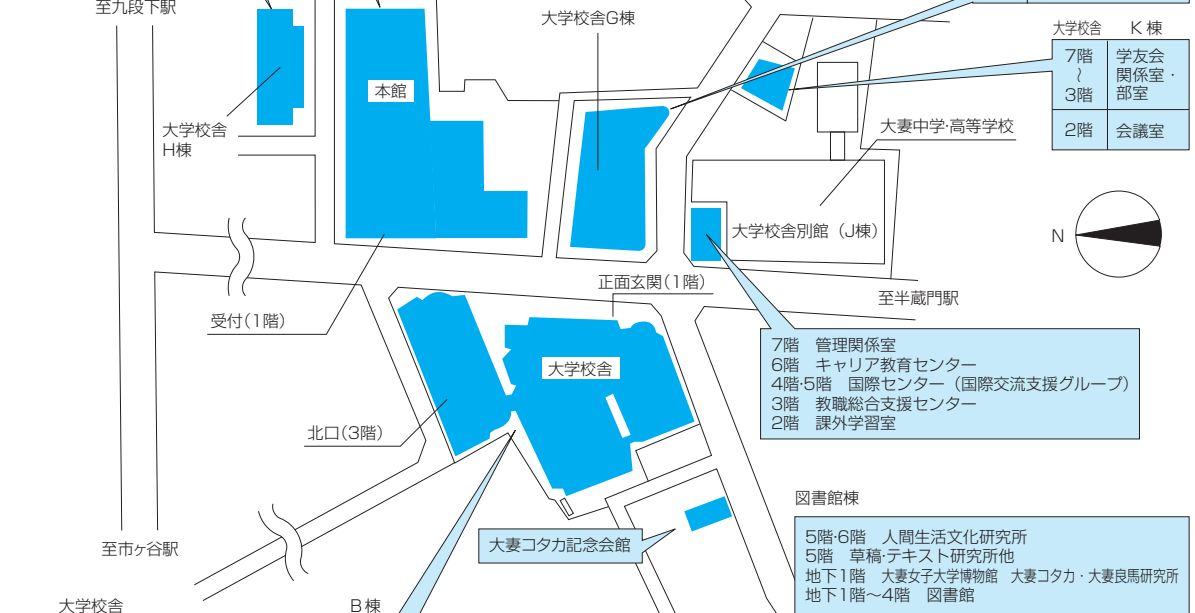 至九段下駅
大学校舎G棟
大学校舎 K棟
7階
〜
3階
学友会
関係室・
部室
2階 会議室
本館
大学校舎
H棟
大妻中学・高等学校
大学校舎別館（J棟）
N
正面玄関(1階)
至半蔵門駅
受付(1階)
大学校舎
7階 管理関係室
6階 キャリア教育センター
4階・5階 国際センター（国際交流支援グループ）
3階 教職総合支援センター
2階 課外学習室
北口(3階)
図書館棟
5階・6階 人間生活文化研究所
5階 草稿・テキスト研究所他
地下1階 大妻女子大学博物館 大妻コタカ・大妻良馬研究所
地下1階〜4階 図書館
大妻コタカ記念会館
至市ヶ谷駅
大学校舎
B棟